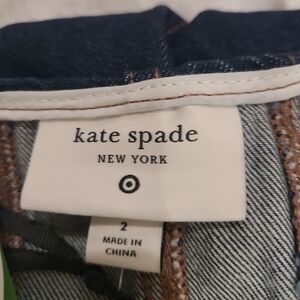 kate spade
NEW YORK
2
MADE IN
CHINA